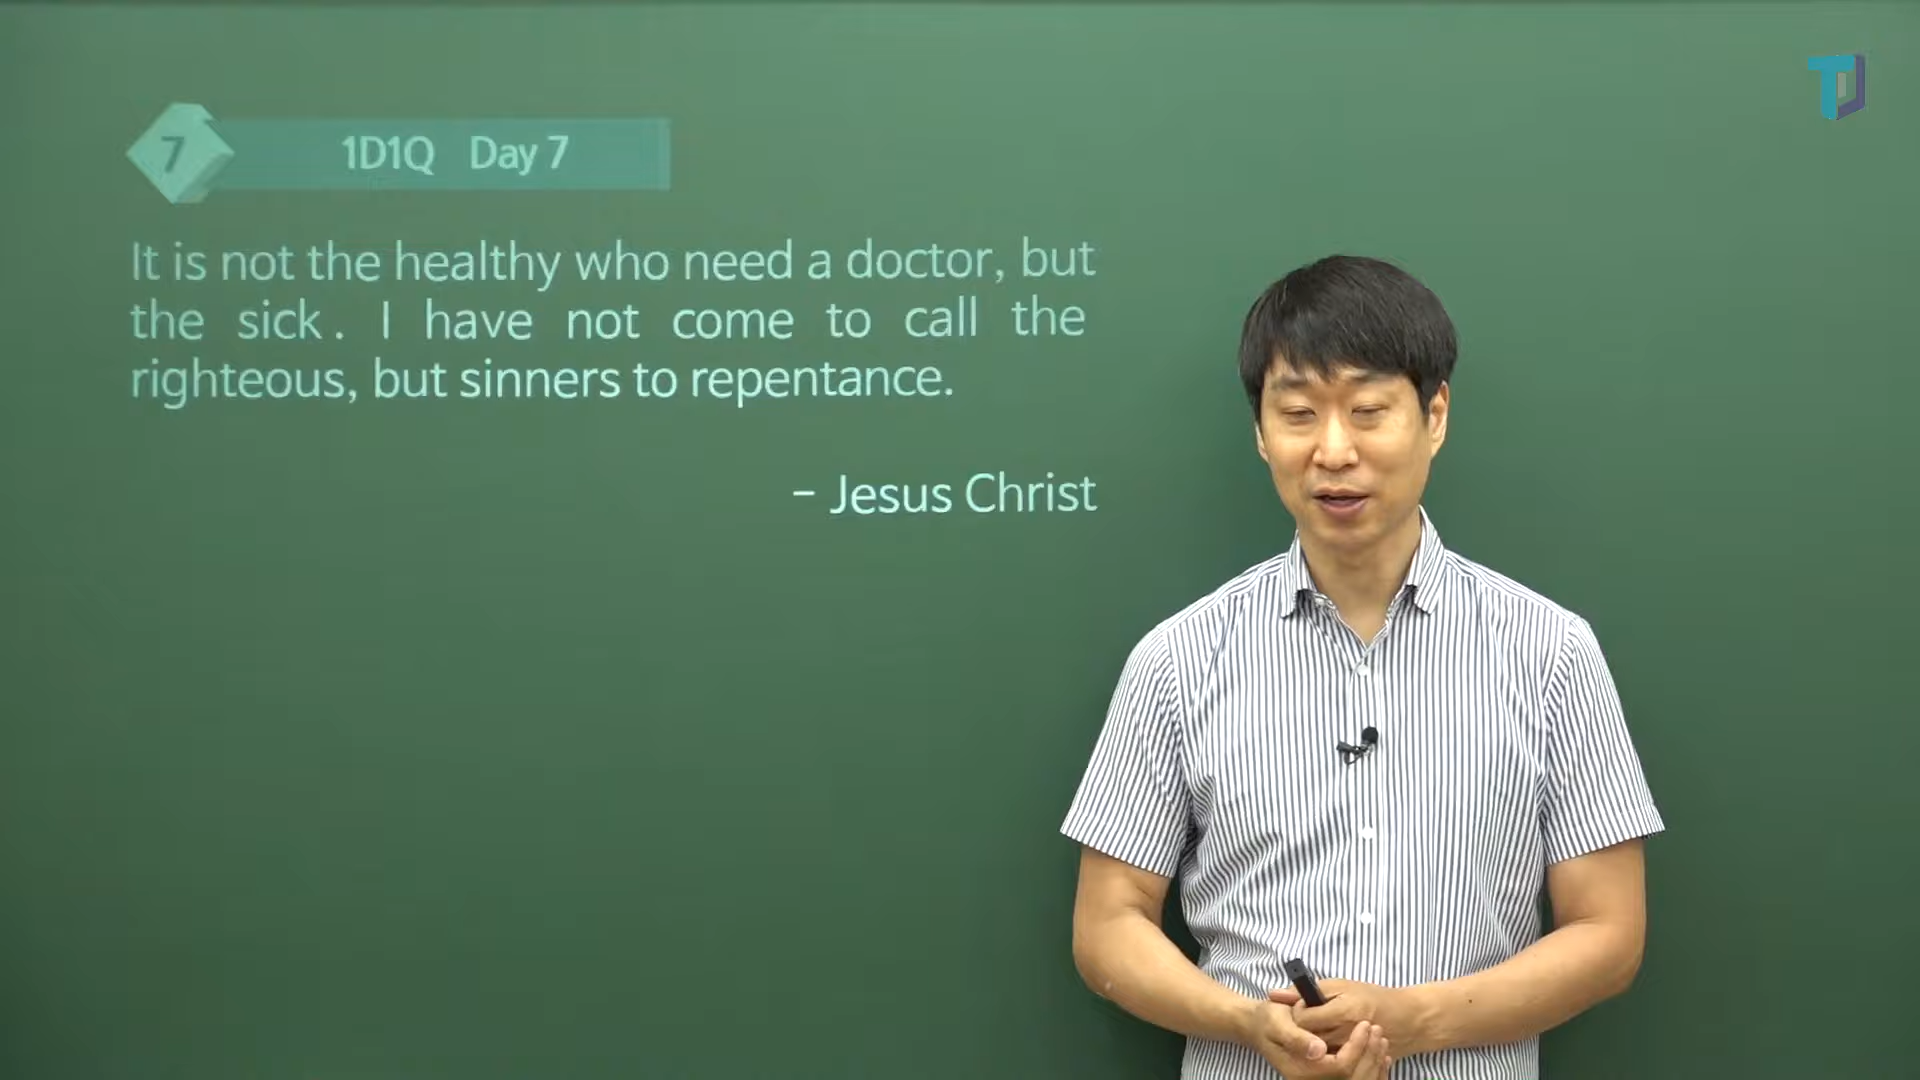 7
1D1Q Day 7
It is not the healthy who need a doctor, but
the sick. I have not come to call the
righteous, but sinners to repentance.
- Jesus Christ